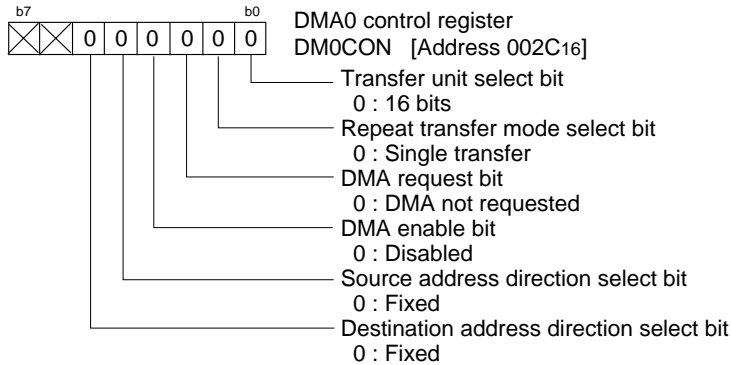 b7 b0
DMA0 control register
0 0 0 0 0 0
DM0CON [Address 002C16]
Transfer unit select bit
0 : 16 bits
Repeat transfer mode select bit
0 : Single transfer
DMA request bit
0 : DMA not requested
DMA enable bit
0 : Disabled
Source address direction select bit
0 : Fixed
Destination address direction select bit
0 : Fixed